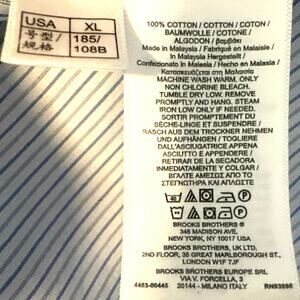 USA XL
号型/规格 185/108B
100% COTTON / COTON /
BAUMWOLLE / COTONE /
ALGODON / βαμβάκι
Made in Malaysia / Fabriqué en Malaisie /
In Malaysia Hergestellt /
Confezionato in Malesia / Hecho en Malasia /
Κατασκευάζεται στη Μαλαισία
MACHINE WASH WARM. ONLY
NON CHLORINE BLEACH.
TUMBLE DRY LOW. REMOVE
PROMPTLY AND HANG. STEAM OR
LOW IRON IF NEEDED ONLY.
SORTIR PROMPTEMENT DU
SÈCHE-LINGE ET SUSPENDRE /
RASCH AUS DEM TROCKNER NEHMEN
UND AUFHÄNGEN / TOGLIERE
DALL'ASCIUGATRICE APPENA
ASCIUTTO E APPENDERE /
RETIRAR DE LA SECADORA
INMEDIATAMENTE Y COLGAR /
ΒΓΑΛΤΕ ΑΜΕΣΩΣ ΑΠΟ ΤΟ
ΣΤΕΓΝΩΤΗΡΑ ΚΑΙ ΑΠΛΩΣΤΕ
BROOKS BROTHERS ®
346 MADISON AVE.
NEW YORK, NY 10017 USA
BROOKS BROTHERS UK, LTD.
2ND FLOOR, 35 GREAT MARLBOROUGH ST.
LONDON W1F 7JF
BROOKS BROTHERS EUROPE SRL
VIA V. FORCELLA, 3
4483-00445 20144 - MILANO ITALY